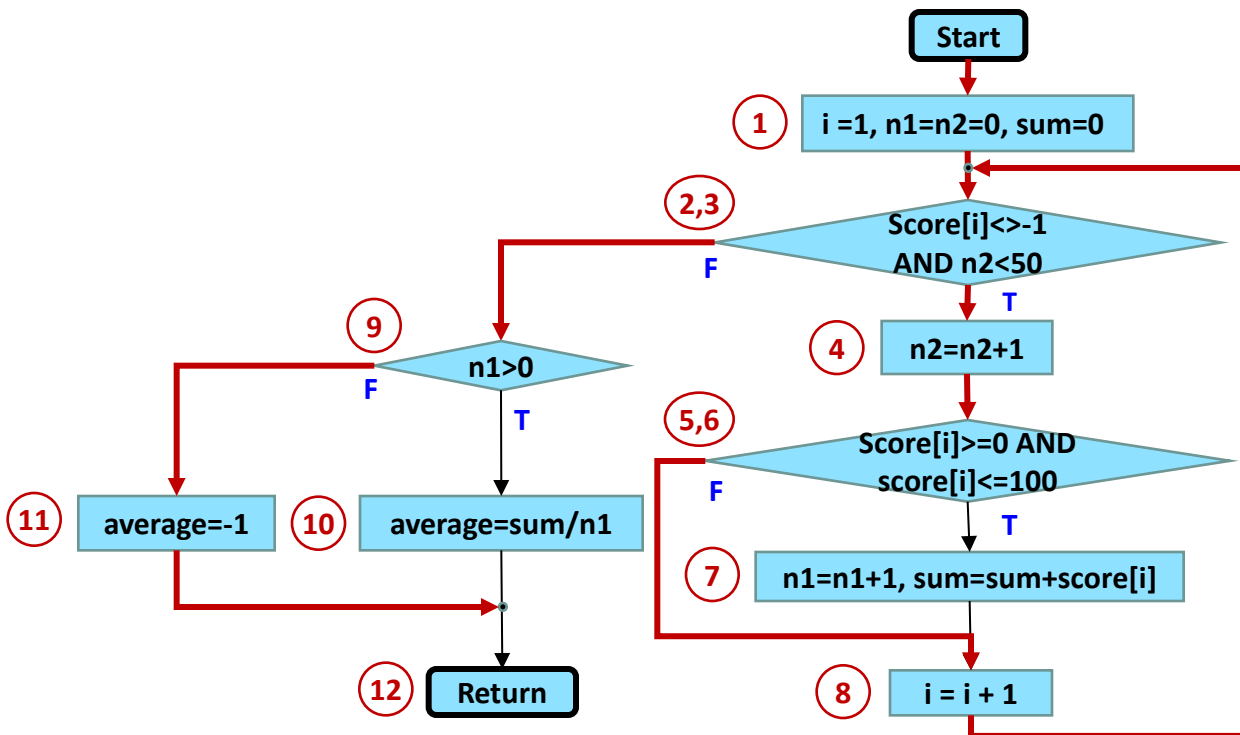 Start
1
i =1, n1=n2=0, sum=0
2,3
Score[i]<>-1
AND n2<50
F
T
9
n1>0
F
T
4
n2=n2+1
5,6
Score[i]>=0 AND
score[i]<=100
F
T
11
average=-1
10
average=sum/n1
7
n1=n1+1, sum=sum+score[i]
12
Return
8
i = i + 1